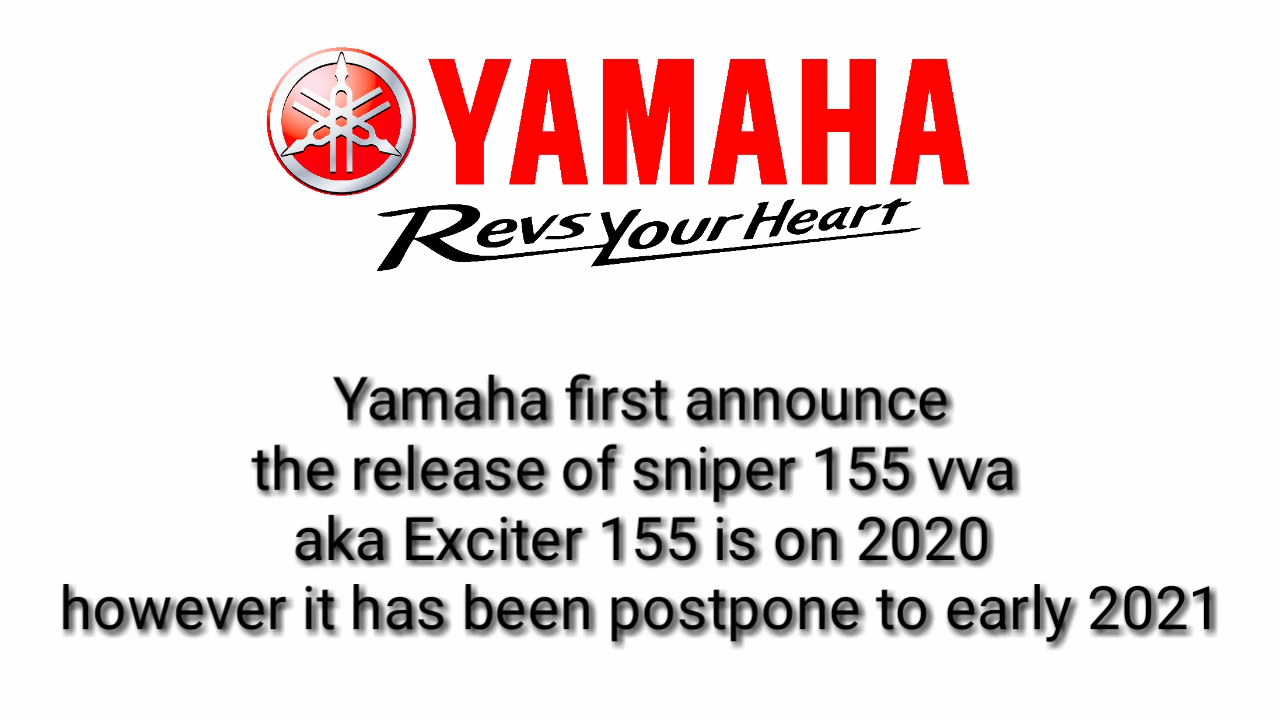 YAMAHA
Revs Your Heart
Yamaha first announce
the release of sniper 155 vva
aka Exciter 155 is on 2020
however it has been postpone to early 2021